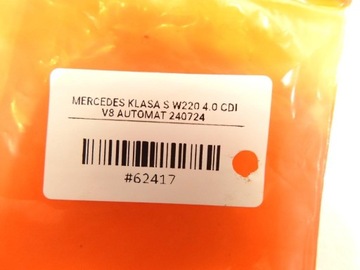 MERCEDES KLASA S W220 4.0 CDI
V8 AUTOMAT 240724
#62417